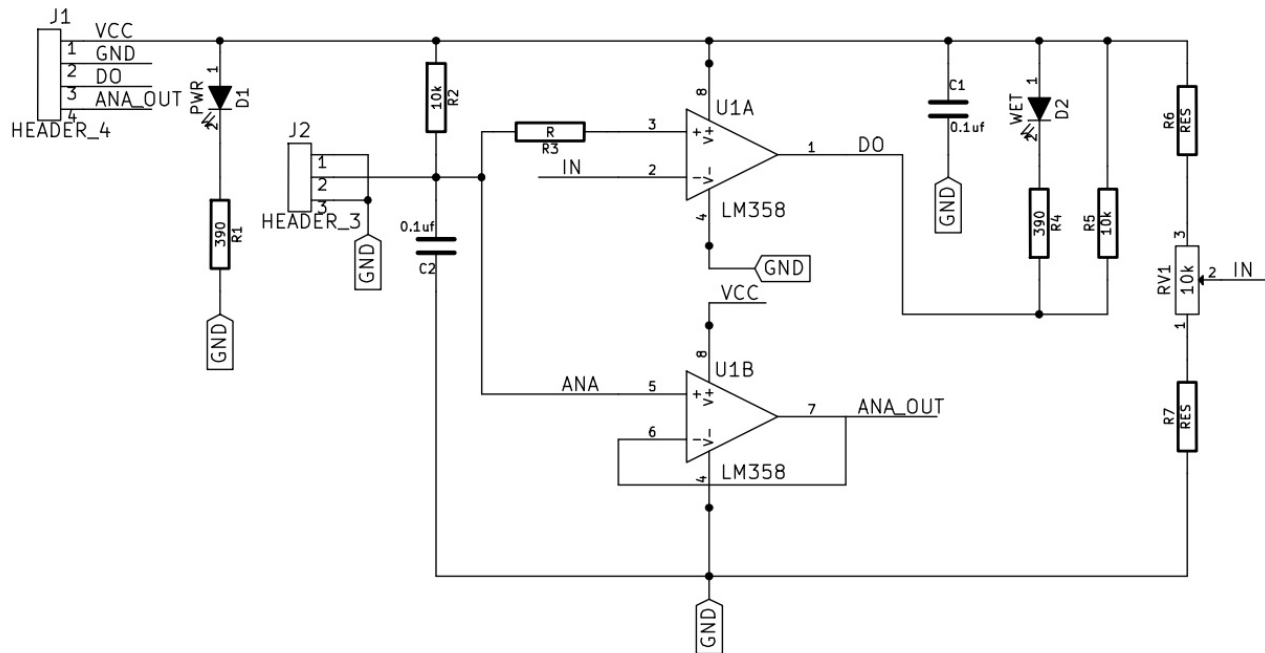 J1
VCC
1
GND
2
DO
3
ANA_OUT
4
HEADER_4
PWR
1
2
D1
390
R1
GND
J2
1
2
3
HEADER_3
GND
10k
R2
0.1uf
C2
R
R3
IN
3
2
8
U1A
+
V+
-
V-
4
LM358
1
DO
GND
VCC
8
U1B
ANA
5
6
+
V+
-
V-
4
LM358
7
ANA_OUT
GND
C1
0.1uf
GND
WET
1
2
D2
390
R4
R5
10k
R6
RES
3
RV1
10k
2
IN
1
R7
RES